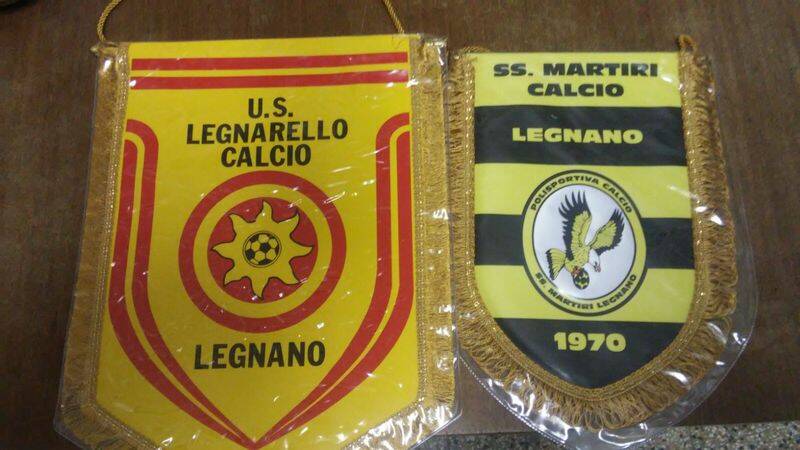 U.S.
LEGNARELLO
CALCIO
LEGNANO
SS. MARTIRI
CALCIO
LEGNANO
POLISPORTIVA CALCIO
SS. MARTIRI LEGNANO
1970